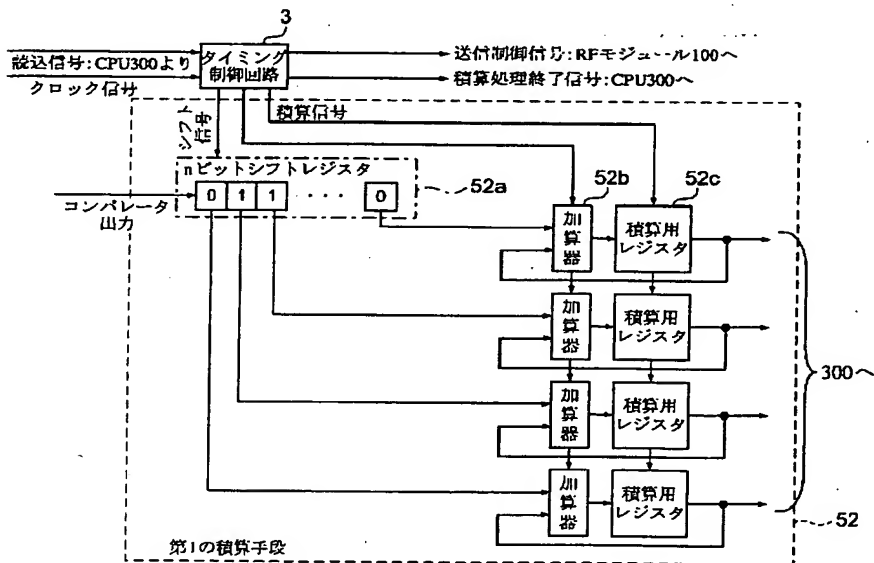 3
タイミング
制御回路
読込信号:CPU300より
クロック信号
送信制御信号:RFモジュール100へ
積算処理終了信号:CPU300へ
シフト
信号
積算信号
nビットシフトレジスタ
52a
0 1 1 ・・・・ 0
コンパレータ
出力
52b
52c
加算器
積算用
レジスタ
加算器
積算用
レジスタ
加算器
積算用
レジスタ
加算器
積算用
レジスタ
300へ
52
第1の積算手段